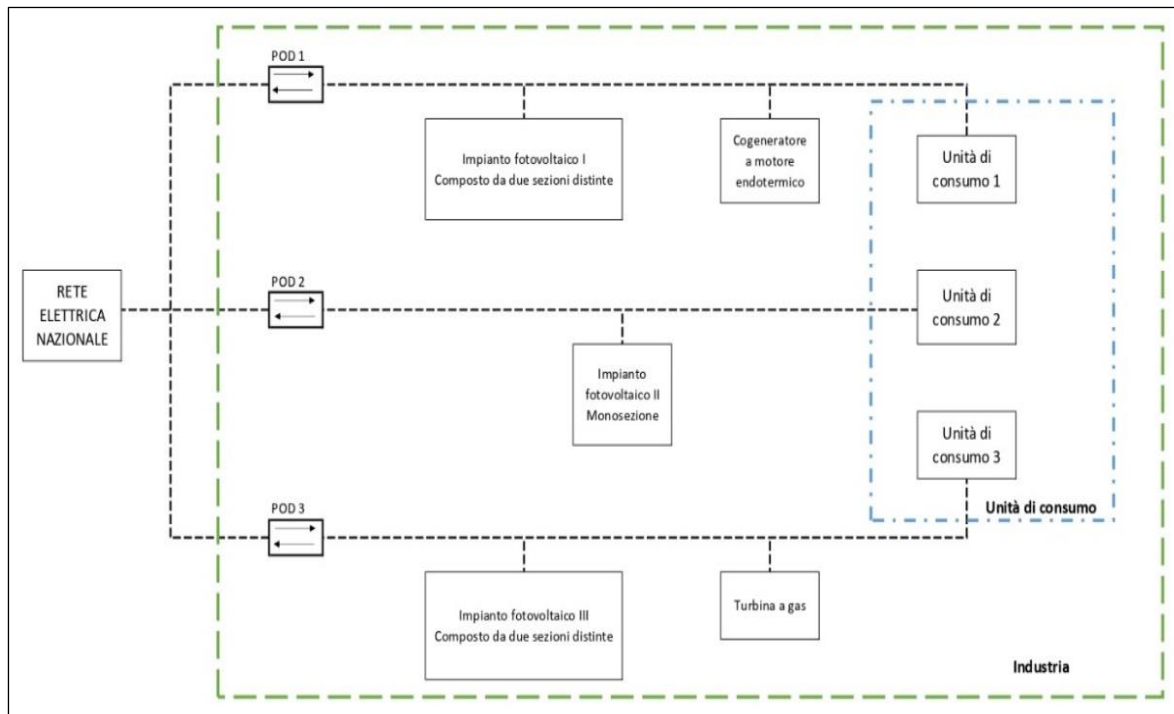 POD 1
Impianto fotovoltaico I
Composto da due sezioni distinte
Cogeneratore
a motore
endotermico
Unità di
consumo 1
RETE
ELETTRICA
NAZIONALE
POD 2
Impianto
fotovoltaico II
Monosezione
Unità di
consumo 2
Unità di
consumo 3
Unità di consumo
POD 3
Impianto fotovoltaico III
Composto da due sezioni distinte
Turbina a gas
Industria